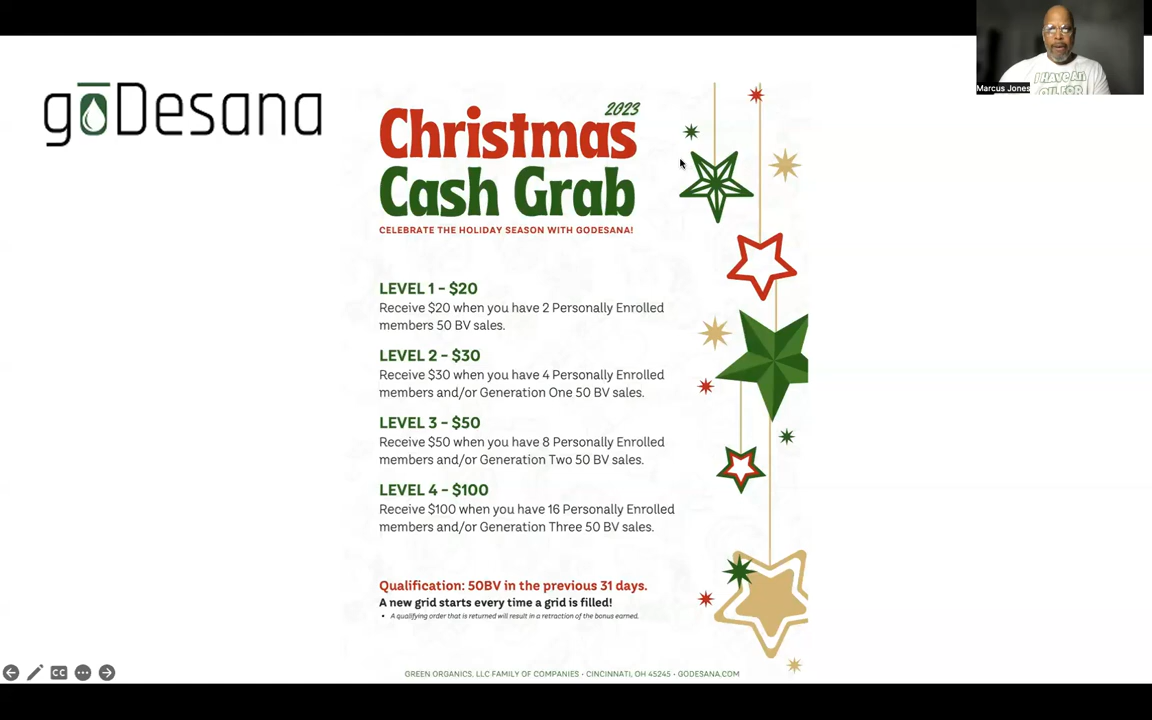 Marcus Jones
I HAVE AN
OIL FOR
gōDesana
2023
Christmas
Cash Grab
CELEBRATE THE HOLIDAY SEASON WITH GODESANA!
LEVEL 1 - $20
Receive $20 when you have 2 Personally Enrolled
members 50 BV sales.
LEVEL 2 - $30
Receive $30 when you have 4 Personally Enrolled
members and/or Generation One 50 BV sales.
LEVEL 3 - $50
Receive $50 when you have 8 Personally Enrolled
members and/or Generation Two 50 BV sales.
LEVEL 4 - $100
Receive $100 when you have 16 Personally Enrolled
members and/or Generation Three 50 BV sales.
Qualification: 50BV in the previous 31 days.
A new grid starts every time a grid is filled!
• A qualifying order that is returned will result in a retraction of the bonus earned.
CC
GREEN ORGANICS, LLC FAMILY OF COMPANIES • CINCINNATI, OH 45245 • GODESANA.COM